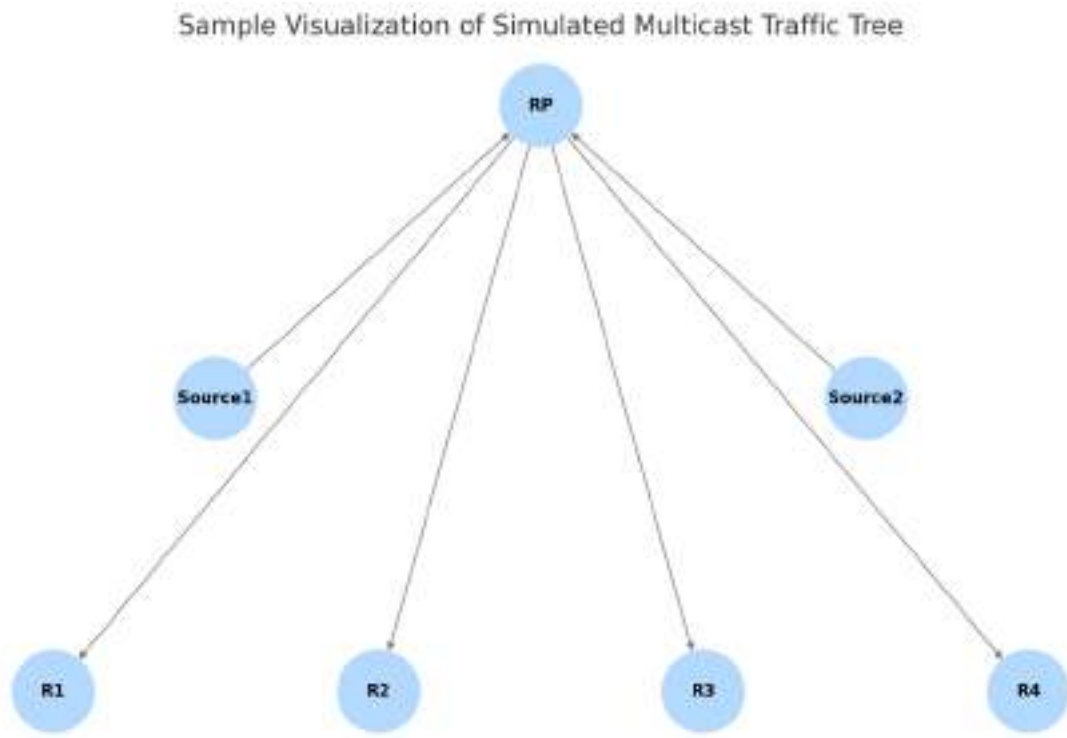 Sample Visualization of Simulated Multicast Traffic Tree
RP
Source1
Source2
R1
R2
R3
R4